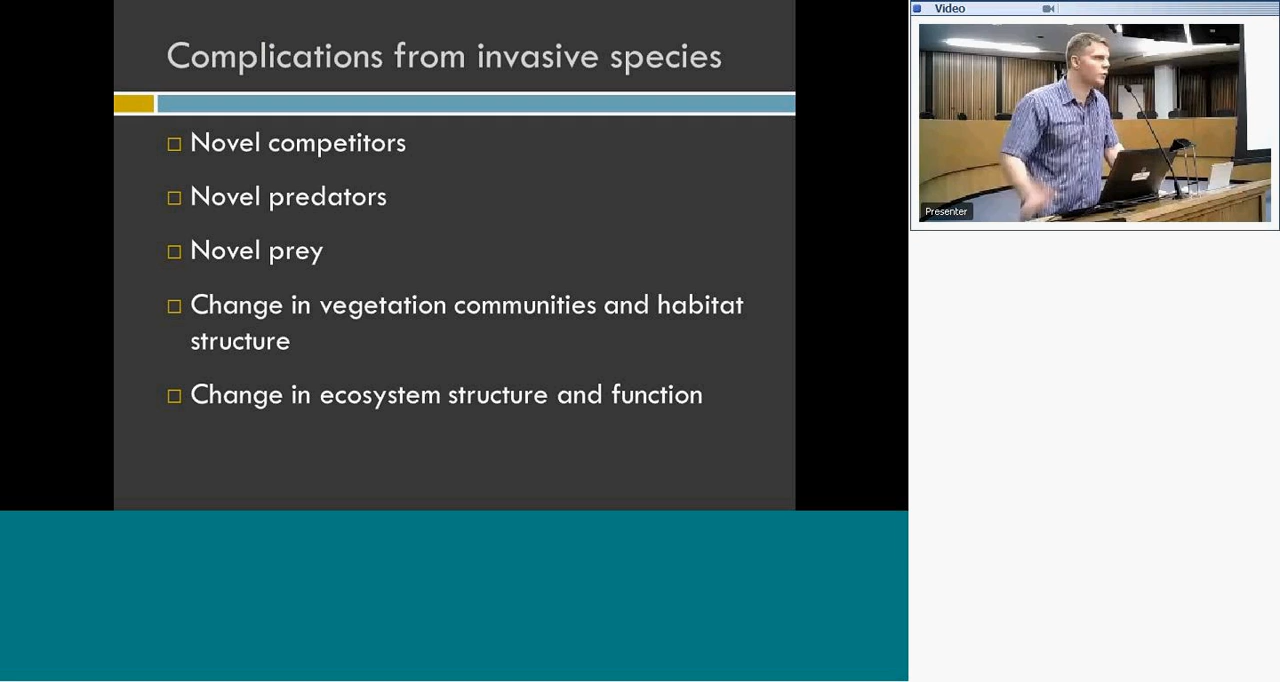 Complications from invasive species
Novel competitors
Novel predators
Novel prey
Change in vegetation communities and habitat
structure
Change in ecosystem structure and function
Video
Presenter